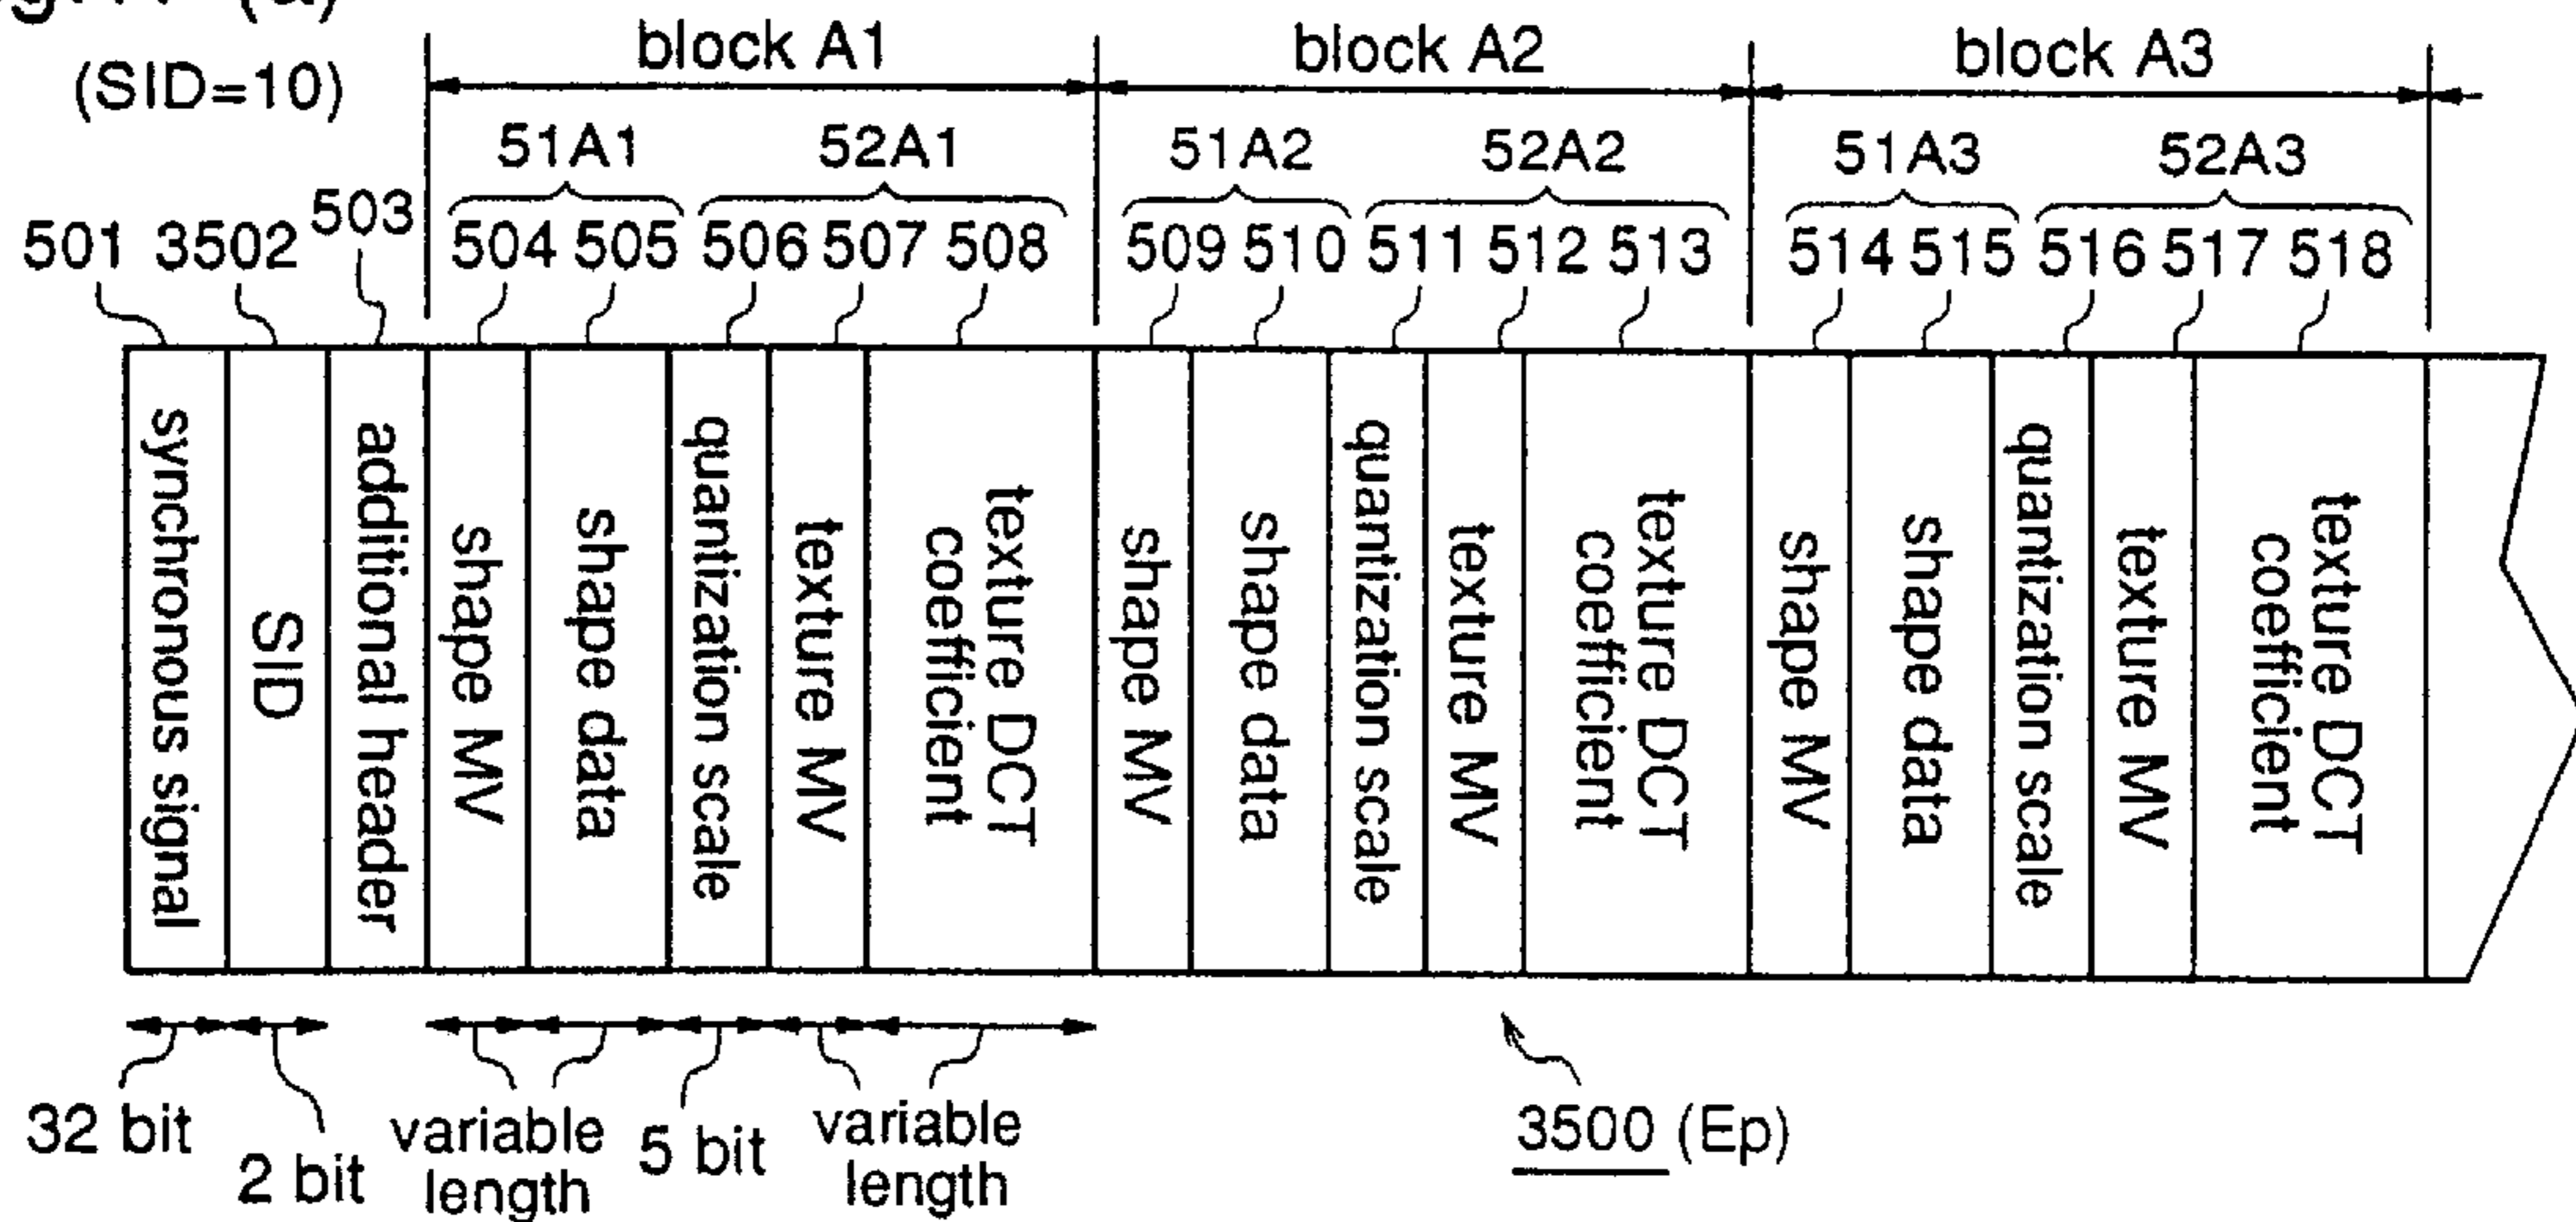 (a)
(SID=10)
block A1
block A2
block A3
51A1
52A1
51A2
52A2
51A3
52A3
501 3502 503 504 505 506 507 508 509 510 511 512 513 514 515 516 517 518
synchronous signal
SID
additional header
shape MV
shape data
quantization scale
texture MV
texture DCT
coefficient
shape MV
shape data
quantization scale
texture MV
texture DCT
coefficient
shape MV
shape data
quantization scale
texture MV
texture DCT
coefficient
32 bit
2 bit
variable
length
5 bit
variable
length
3500 (Ep)